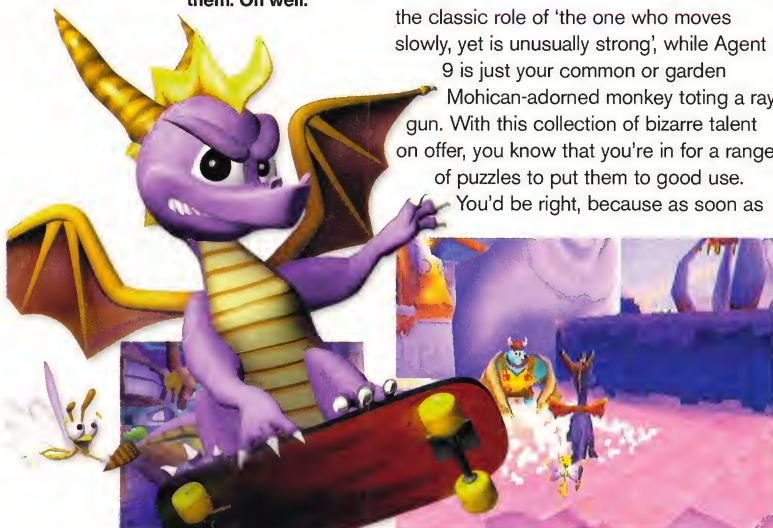 them. Oh well.
the classic role of ‘the one who moves
slowly, yet is unusually strong’, while Agent
9 is just your common or garden
Mohican-adorned monkey toting a ray
gun. With this collection of bizarre talent
on offer, you know that you're in for a range
of puzzles to put them to good use.
You'd be right, because as soon as